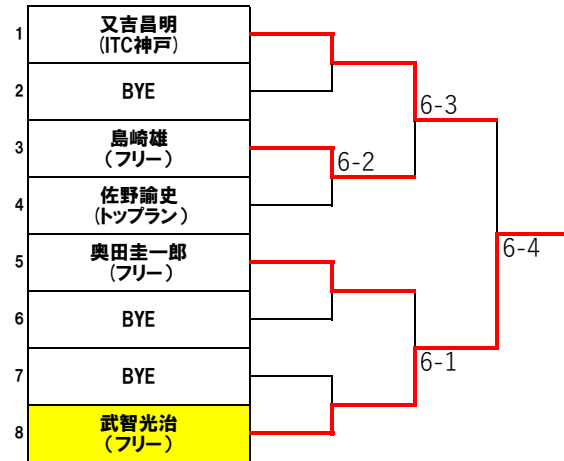 1
又吉昌明
(ITC神戸)
2
BYE
6-3
3
島崎雄
（フリー）
6-2
4
佐野諭史
(トップラン）
5
奥田圭一郎
(フリー）
6-4
6
BYE
7
BYE
6-1
8
武智光治
（フリー）